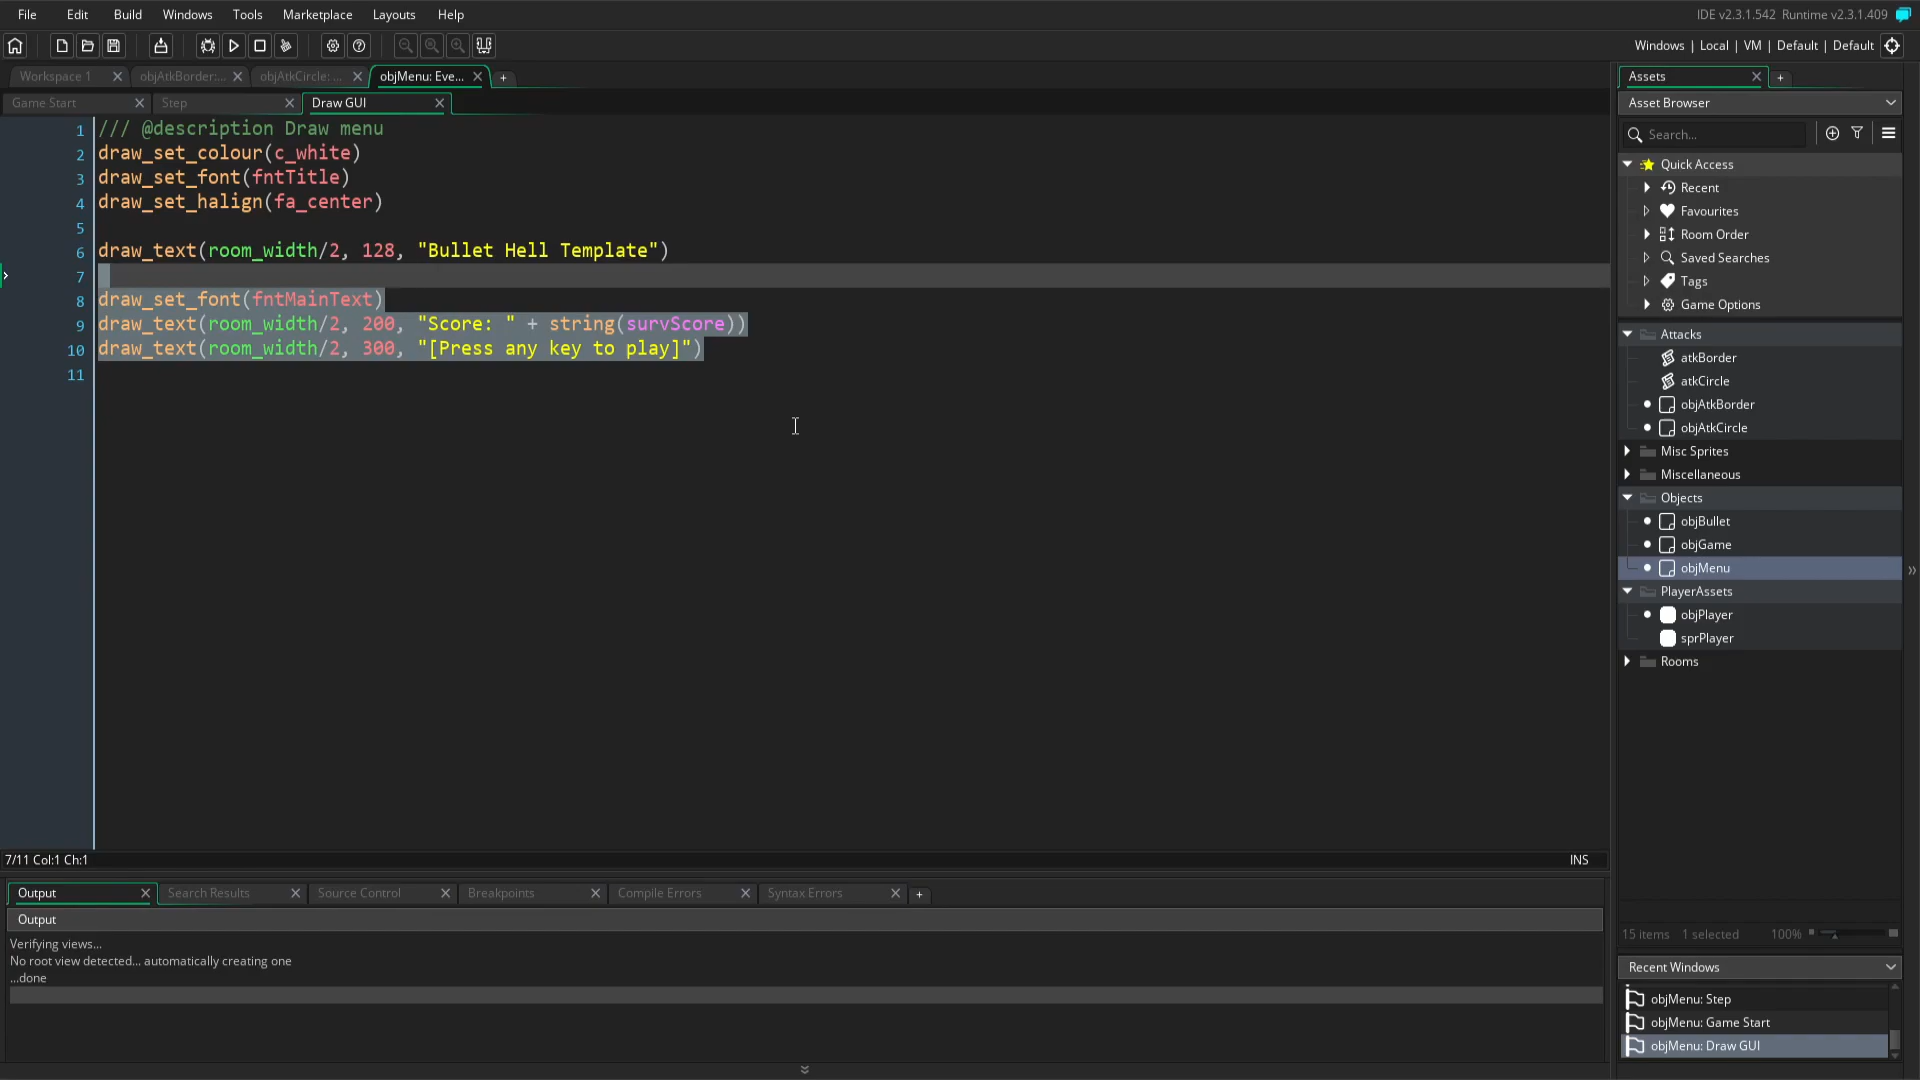 File Edit Build Windows Tools Marketplace Layouts Help
IDE v2.3.1.542 Runtime v2.3.1.409
Windows | Local | VM | Default | Default
Workspace 1
objAtkBorder:...
objAtkCircle: ...
objMenu: Eve...
+
Game Start
Step
Draw GUI
1 /// @description Draw menu
2 draw_set_colour(c_white)
3 draw_set_font(fntTitle)
4 draw_set_halign(fa_center)
5
6 draw_text(room_width/2, 128, "Bullet Hell Template")
7
8 draw_set_font(fntMainText)
9 draw_text(room_width/2, 200, "Score: " + string(survScore))
10 draw_text(room_width/2, 300, "[Press any key to play]")
11
7/11 Col:1 Ch:1
INS
Output
Search Results
Source Control
Breakpoints
Compile Errors
Syntax Errors
+
Output
Verifying views...
No root view detected... automatically creating one
...done
Assets
+
Asset Browser
Search...
Quick Access
Recent
Favourites
Room Order
Saved Searches
Tags
Game Options
Attacks
atkBorder
atkCircle
objAtkBorder
objAtkCircle
Misc Sprites
Miscellaneous
Objects
objBullet
objGame
objMenu
PlayerAssets
objPlayer
sprPlayer
Rooms
15 items 1 selected 100%
Recent Windows
objMenu: Step
objMenu: Game Start
objMenu: Draw GUI